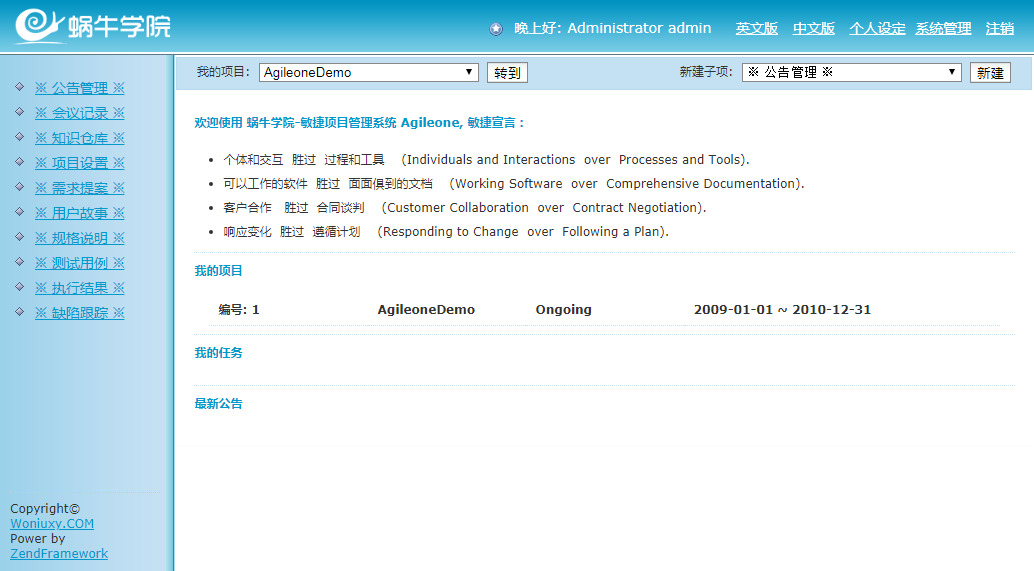 蜗牛学院
晚上好：Administrator admin 英文版 中文版 个人设定 系统管理 注销
我的项目： AgileoneDemo 转到 新建子项： ※ 公告管理 ※ 新建
※ 公告管理 ※
※ 会议记录 ※
※ 知识仓库 ※
※ 项目设置 ※
※ 需求提案 ※
※ 用户故事 ※
※ 规格说明 ※
※ 测试用例 ※
※ 执行结果 ※
※ 缺陷跟踪 ※
欢迎使用 蜗牛学院-敏捷项目管理系统 Agileone, 敏捷宣言：
个体和交互 胜过 过程和工具 （Individuals and Interactions over Processes and Tools).
可以工作的软件 胜过 面面俱到的文档 （Working Software over Comprehensive Documentation).
客户合作 胜过 合同谈判 （Customer Collaboration over Contract Negotiation).
响应变化 胜过 遵循计划 （Responding to Change over Following a Plan).
我的项目
编号: 1 AgileoneDemo Ongoing 2009-01-01 ~ 2010-12-31
我的任务
最新公告
Copyright©
Woniuxy.COM
Power by
ZendFramework